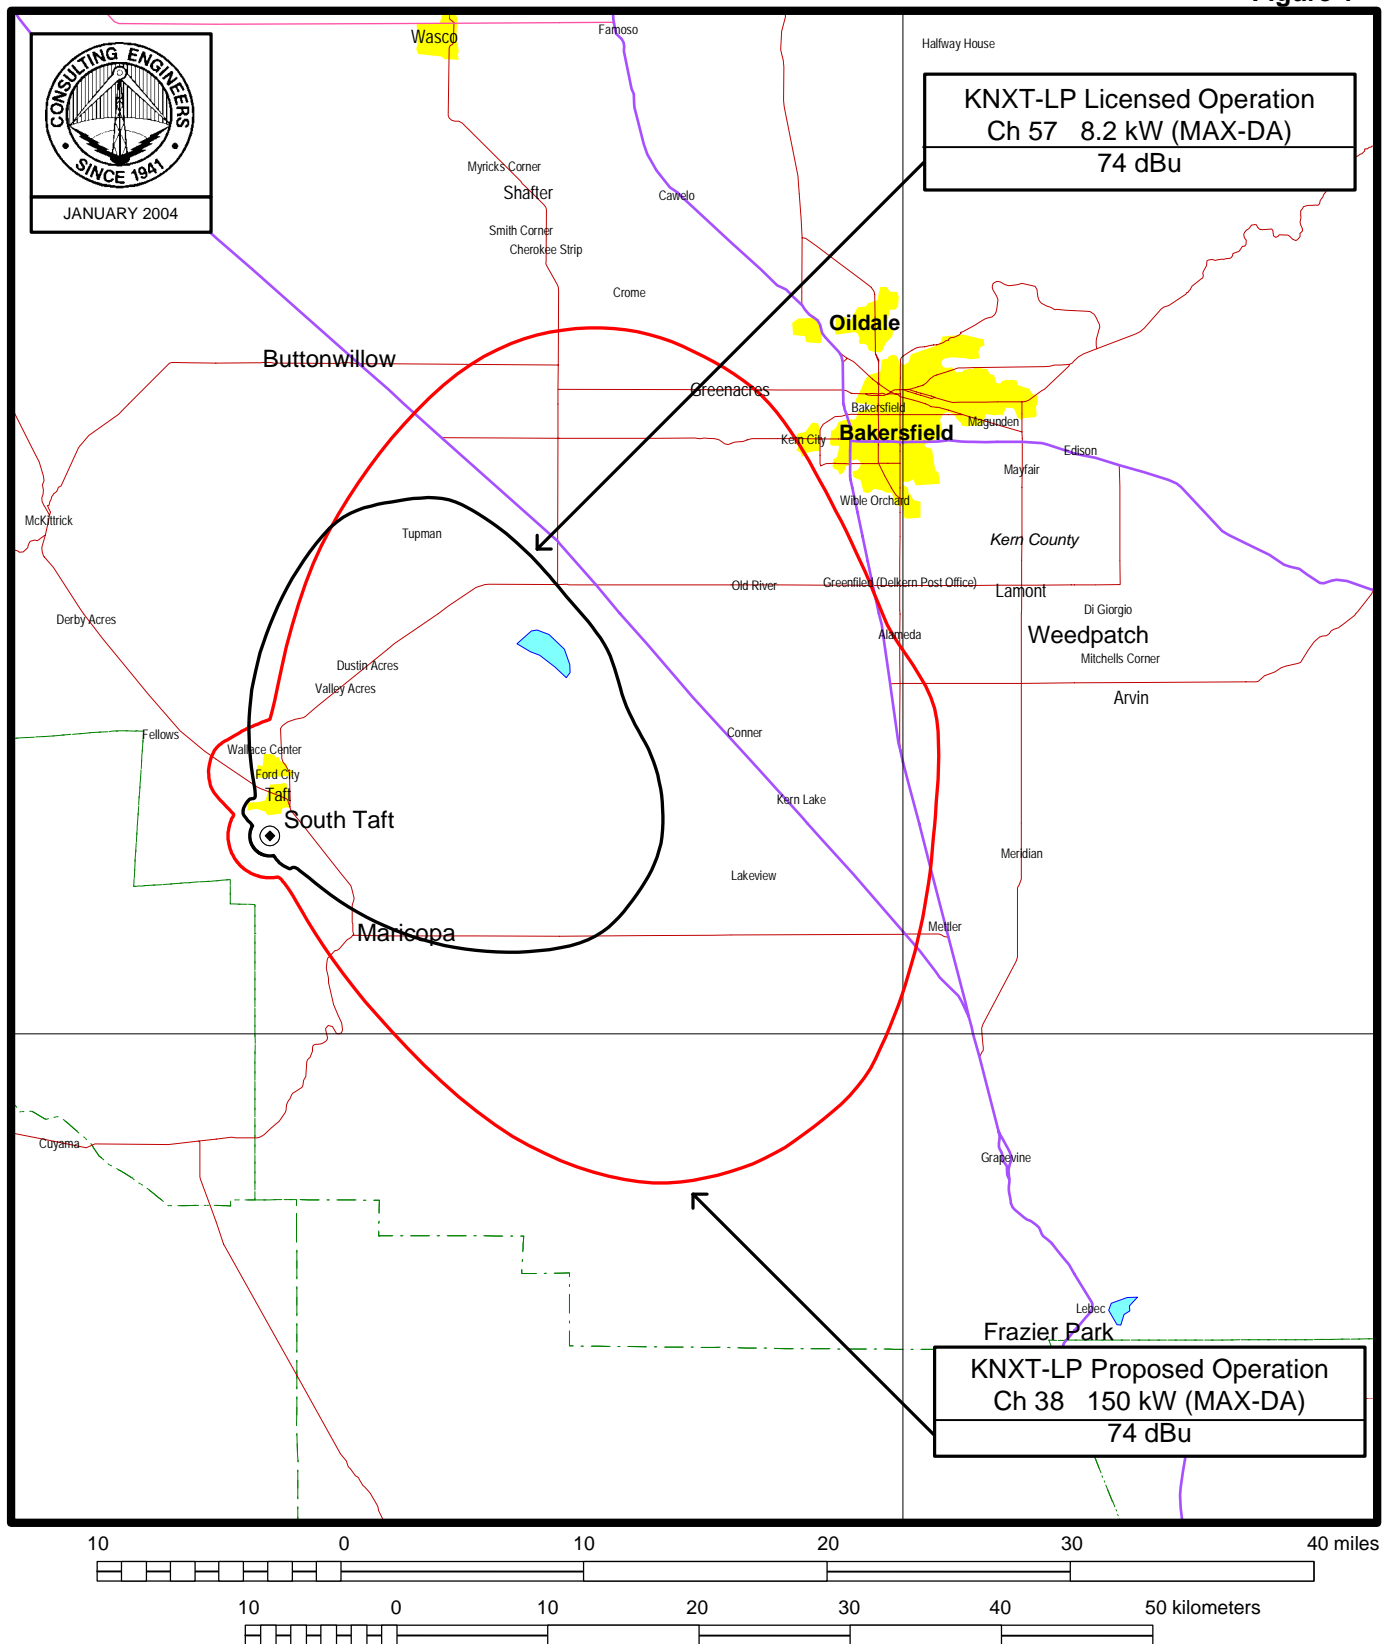 Wasco
Famoso
Halfway House
CONSULTING ENGINEERS
SINCE 1941
JANUARY 2004
KNXT-LP Licensed Operation
Ch 57 8.2 kW (MAX-DA)
74 dBu
Myricks Corner
Shafter
Cawelo
Smith Corner
Cherokee Strip
Crome
Oildale
Buttonwillow
Greenacres
Bakersfield
Magunden
Kern City
Bakersfield
Edison
Mayfair
Wible Orchard
McKittrick
Tupman
Kern County
Old River
Greenfiled (Delkern Post Office)
Lamont
Di Giorgio
Derby Acres
Alameda
Weedpatch
Mitchells Corner
Dustin Acres
Valley Acres
Arvin
Fellows
Conner
Wallace Center
Ford City
Taft
Kern Lake
South Taft
Meridian
Lakeview
Maricopa
Mettler
Cuyama
Grapevine
Lebec
Frazier Park
KNXT-LP Proposed Operation
Ch 38 150 kW (MAX-DA)
74 dBu
10 0 10 20 30 40 miles
10 0 10 20 30 40 50 kilometers